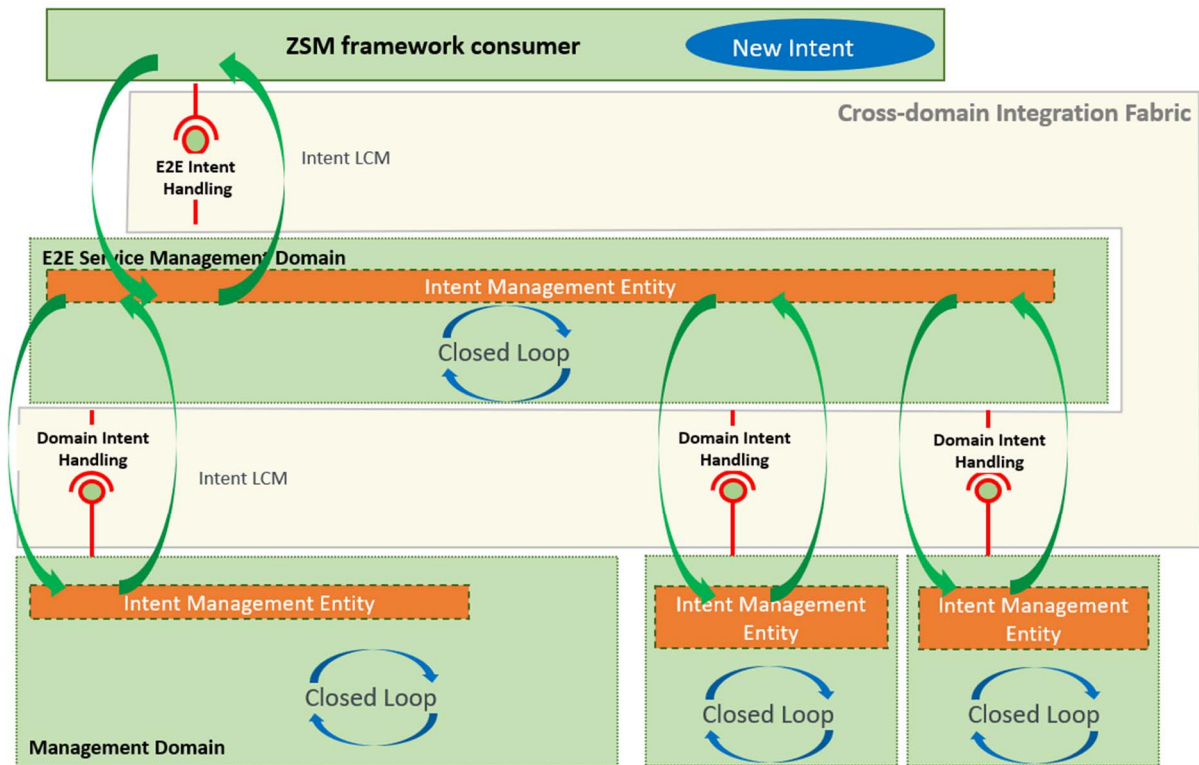 ZSM framework consumer
New Intent
Cross-domain Integration Fabric
E2E Intent
Handling
Intent LCM
E2E Service Management Domain
Intent Management Entity
Closed Loop
Domain Intent
Handling
Intent LCM
Domain Intent
Handling
Domain Intent
Handling
Intent Management Entity
Closed Loop
Management Domain
Intent Management
Entity
Closed Loop
Intent Management
Entity
Closed Loop